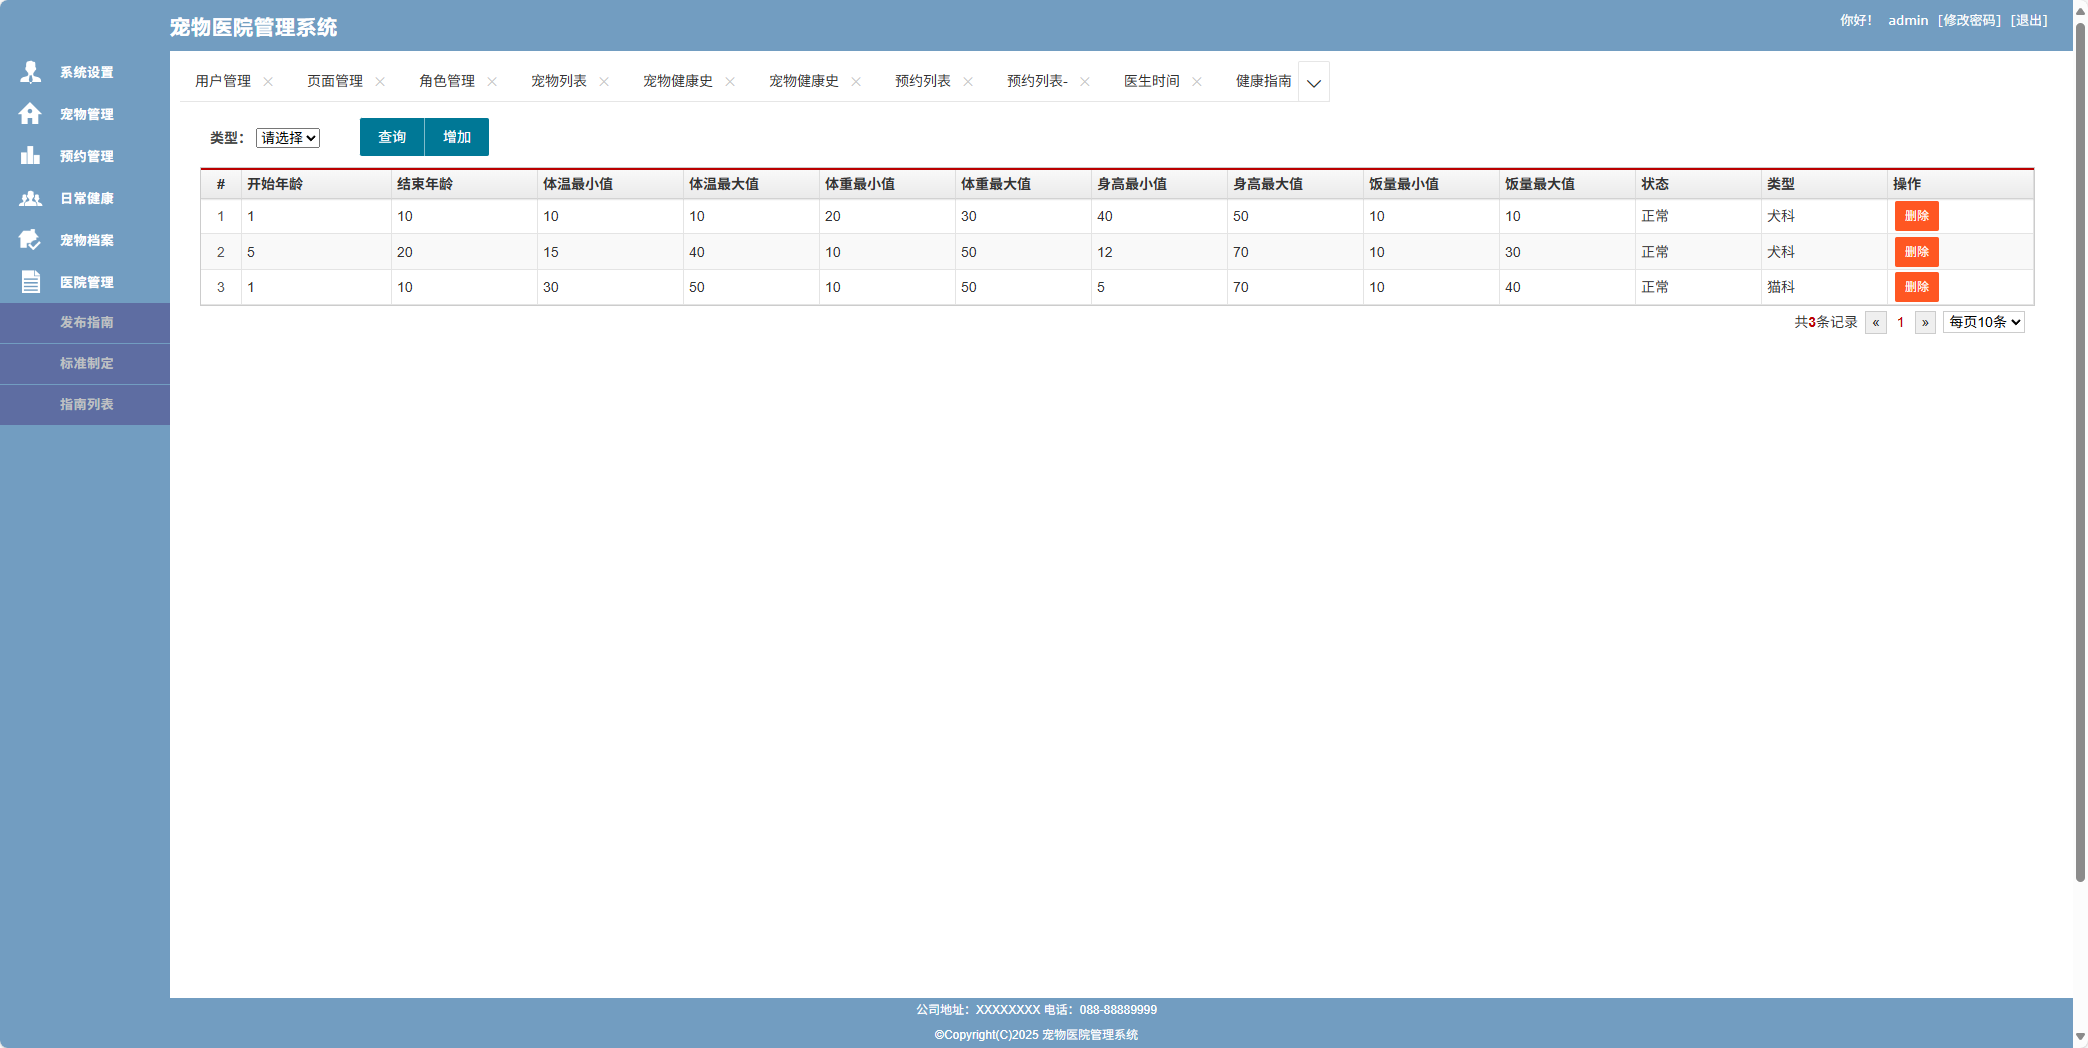 宠物医院管理系统
你好！ admin [修改密码] [退出]
系统设置
宠物管理
预约管理
日常健康
宠物档案
医院管理
发布指南
标准制定
指南列表
用户管理 页面管理 角色管理 宠物列表 宠物健康史 宠物健康史 预约列表 预约列表- 医生时间 健康指南
类型： 请选择 查询 增加
# 开始年龄 结束年龄 体温最小值 体温最大值 体重最小值 体重最大值 身高最小值 身高最大值 饭量最小值 饭量最大值 状态 类型 操作
1 1 10 10 10 20 30 40 50 10 10 正常 犬科 删除
2 5 20 15 40 10 50 12 70 10 30 正常 犬科 删除
3 1 10 30 50 10 50 5 70 10 40 正常 猫科 删除
共3条记录 « 1 » 每页10条
公司地址：XXXXXXXX 电话：088-88889999
©Copyright(C)2025 宠物医院管理系统